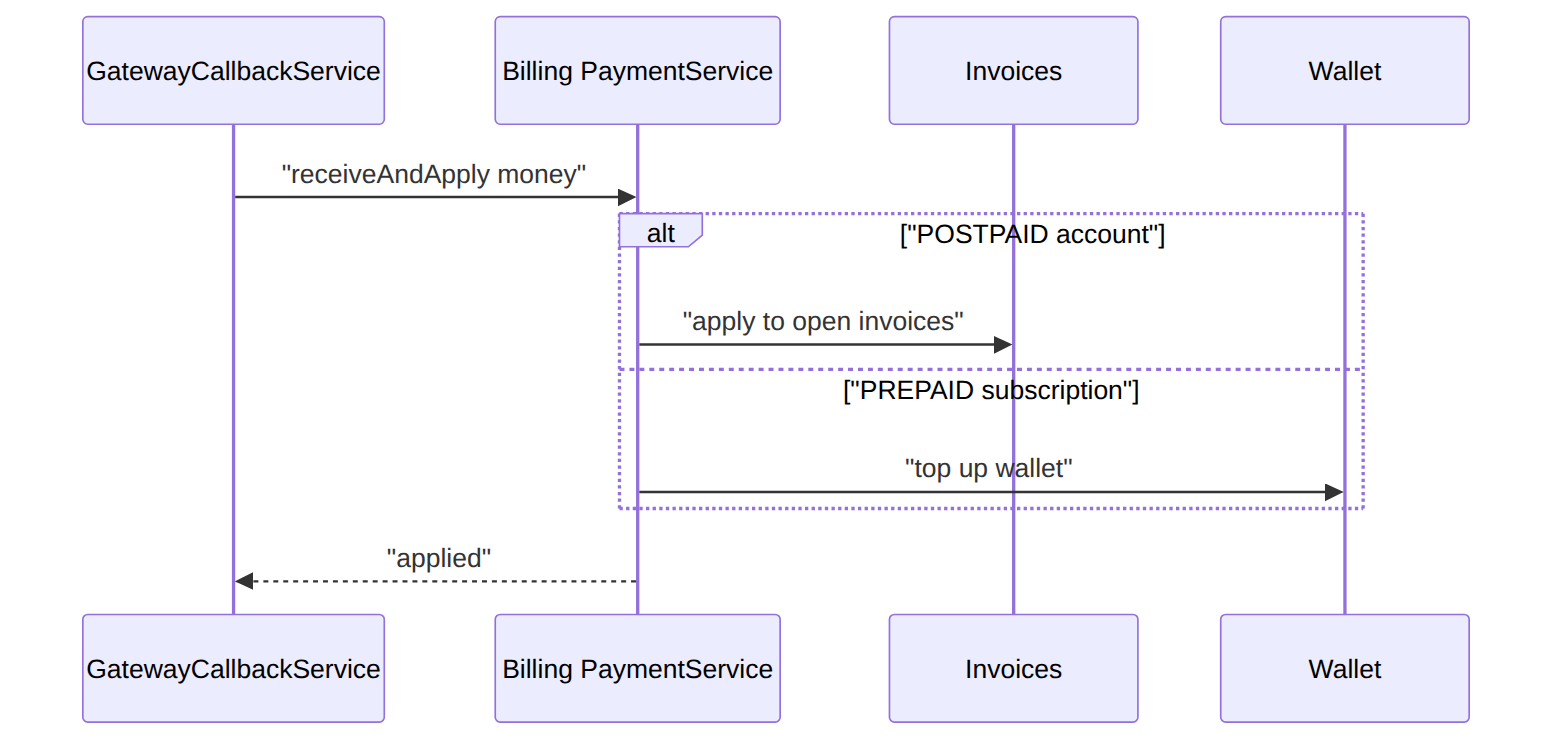 GatewayCallbackService
Billing PaymentService
Invoices
Wallet
"receiveAndApply money"
alt
["POSTPAID account"]
"apply to open invoices"
["PREPAID subscription"]
"top up wallet"
"applied"
GatewayCallbackService
Billing PaymentService
Invoices
Wallet